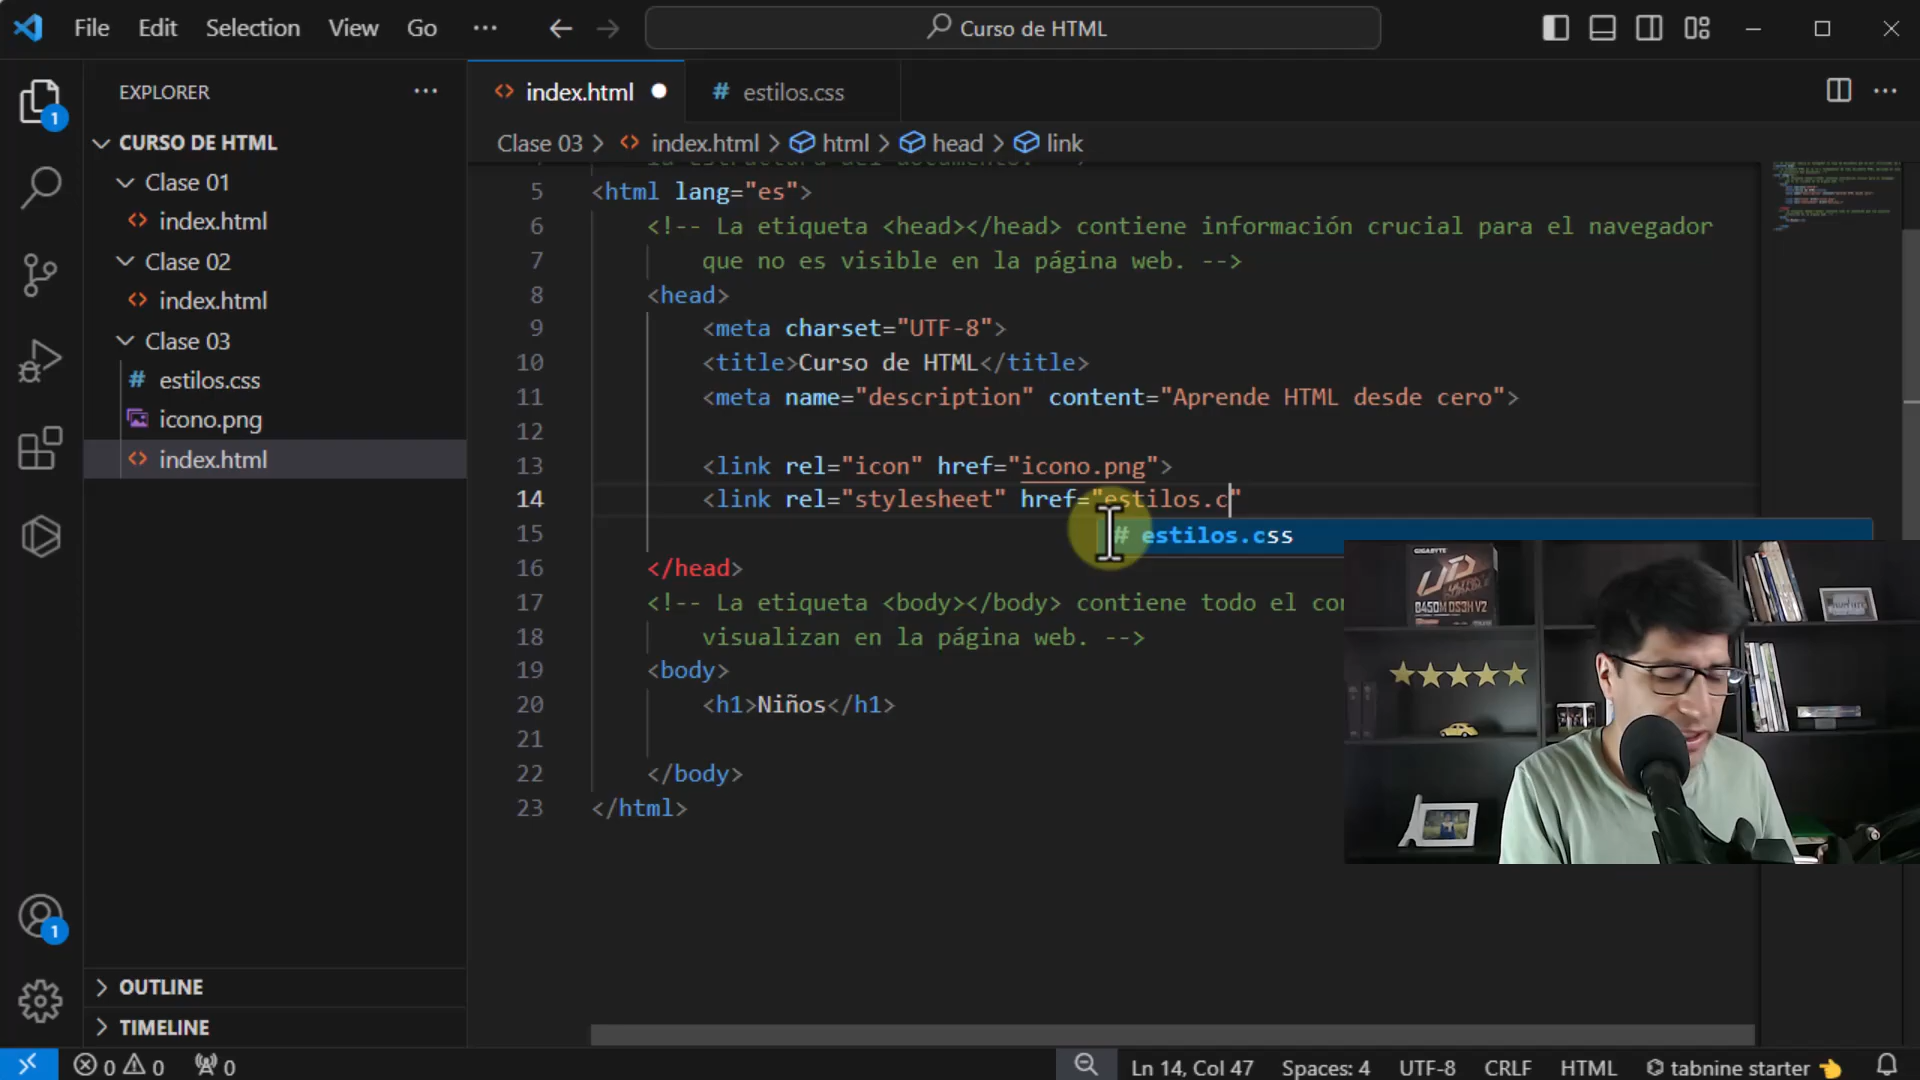 File Edit Selection View Go ··· Curso de HTML
EXPLORER ···
index.html
estilos.css
Clase 03 > index.html > html > head > link
CURSO DE HTML
Clase 01
index.html
Clase 02
index.html
Clase 03
estilos.css
icono.png
index.html
OUTLINE
TIMELINE
5 <html lang="es">
6 <!-- La etiqueta <head></head> contiene información crucial para el navegador
7 que no es visible en la página web. -->
8 <head>
9 <meta charset="UTF-8">
10 <title>Curso de HTML</title>
11 <meta name="description" content="Aprende HTML desde cero">
12
13 <link rel="icon" href="icono.png">
14 <link rel="stylesheet" href="estilos.c"
# estilos.css
15
16 </head>
17 <!-- La etiqueta <body></body> contiene todo el
18 visualizan en la página web. -->
19 <body>
20 <h1>Niños</h1>
21
22 </body>
23 </html>
GIGABYTE
UD
B450M DS3H V2
1
1
0 0 0
Ln 14, Col 47 Spaces: 4 UTF-8 CRLF HTML tabnine starter